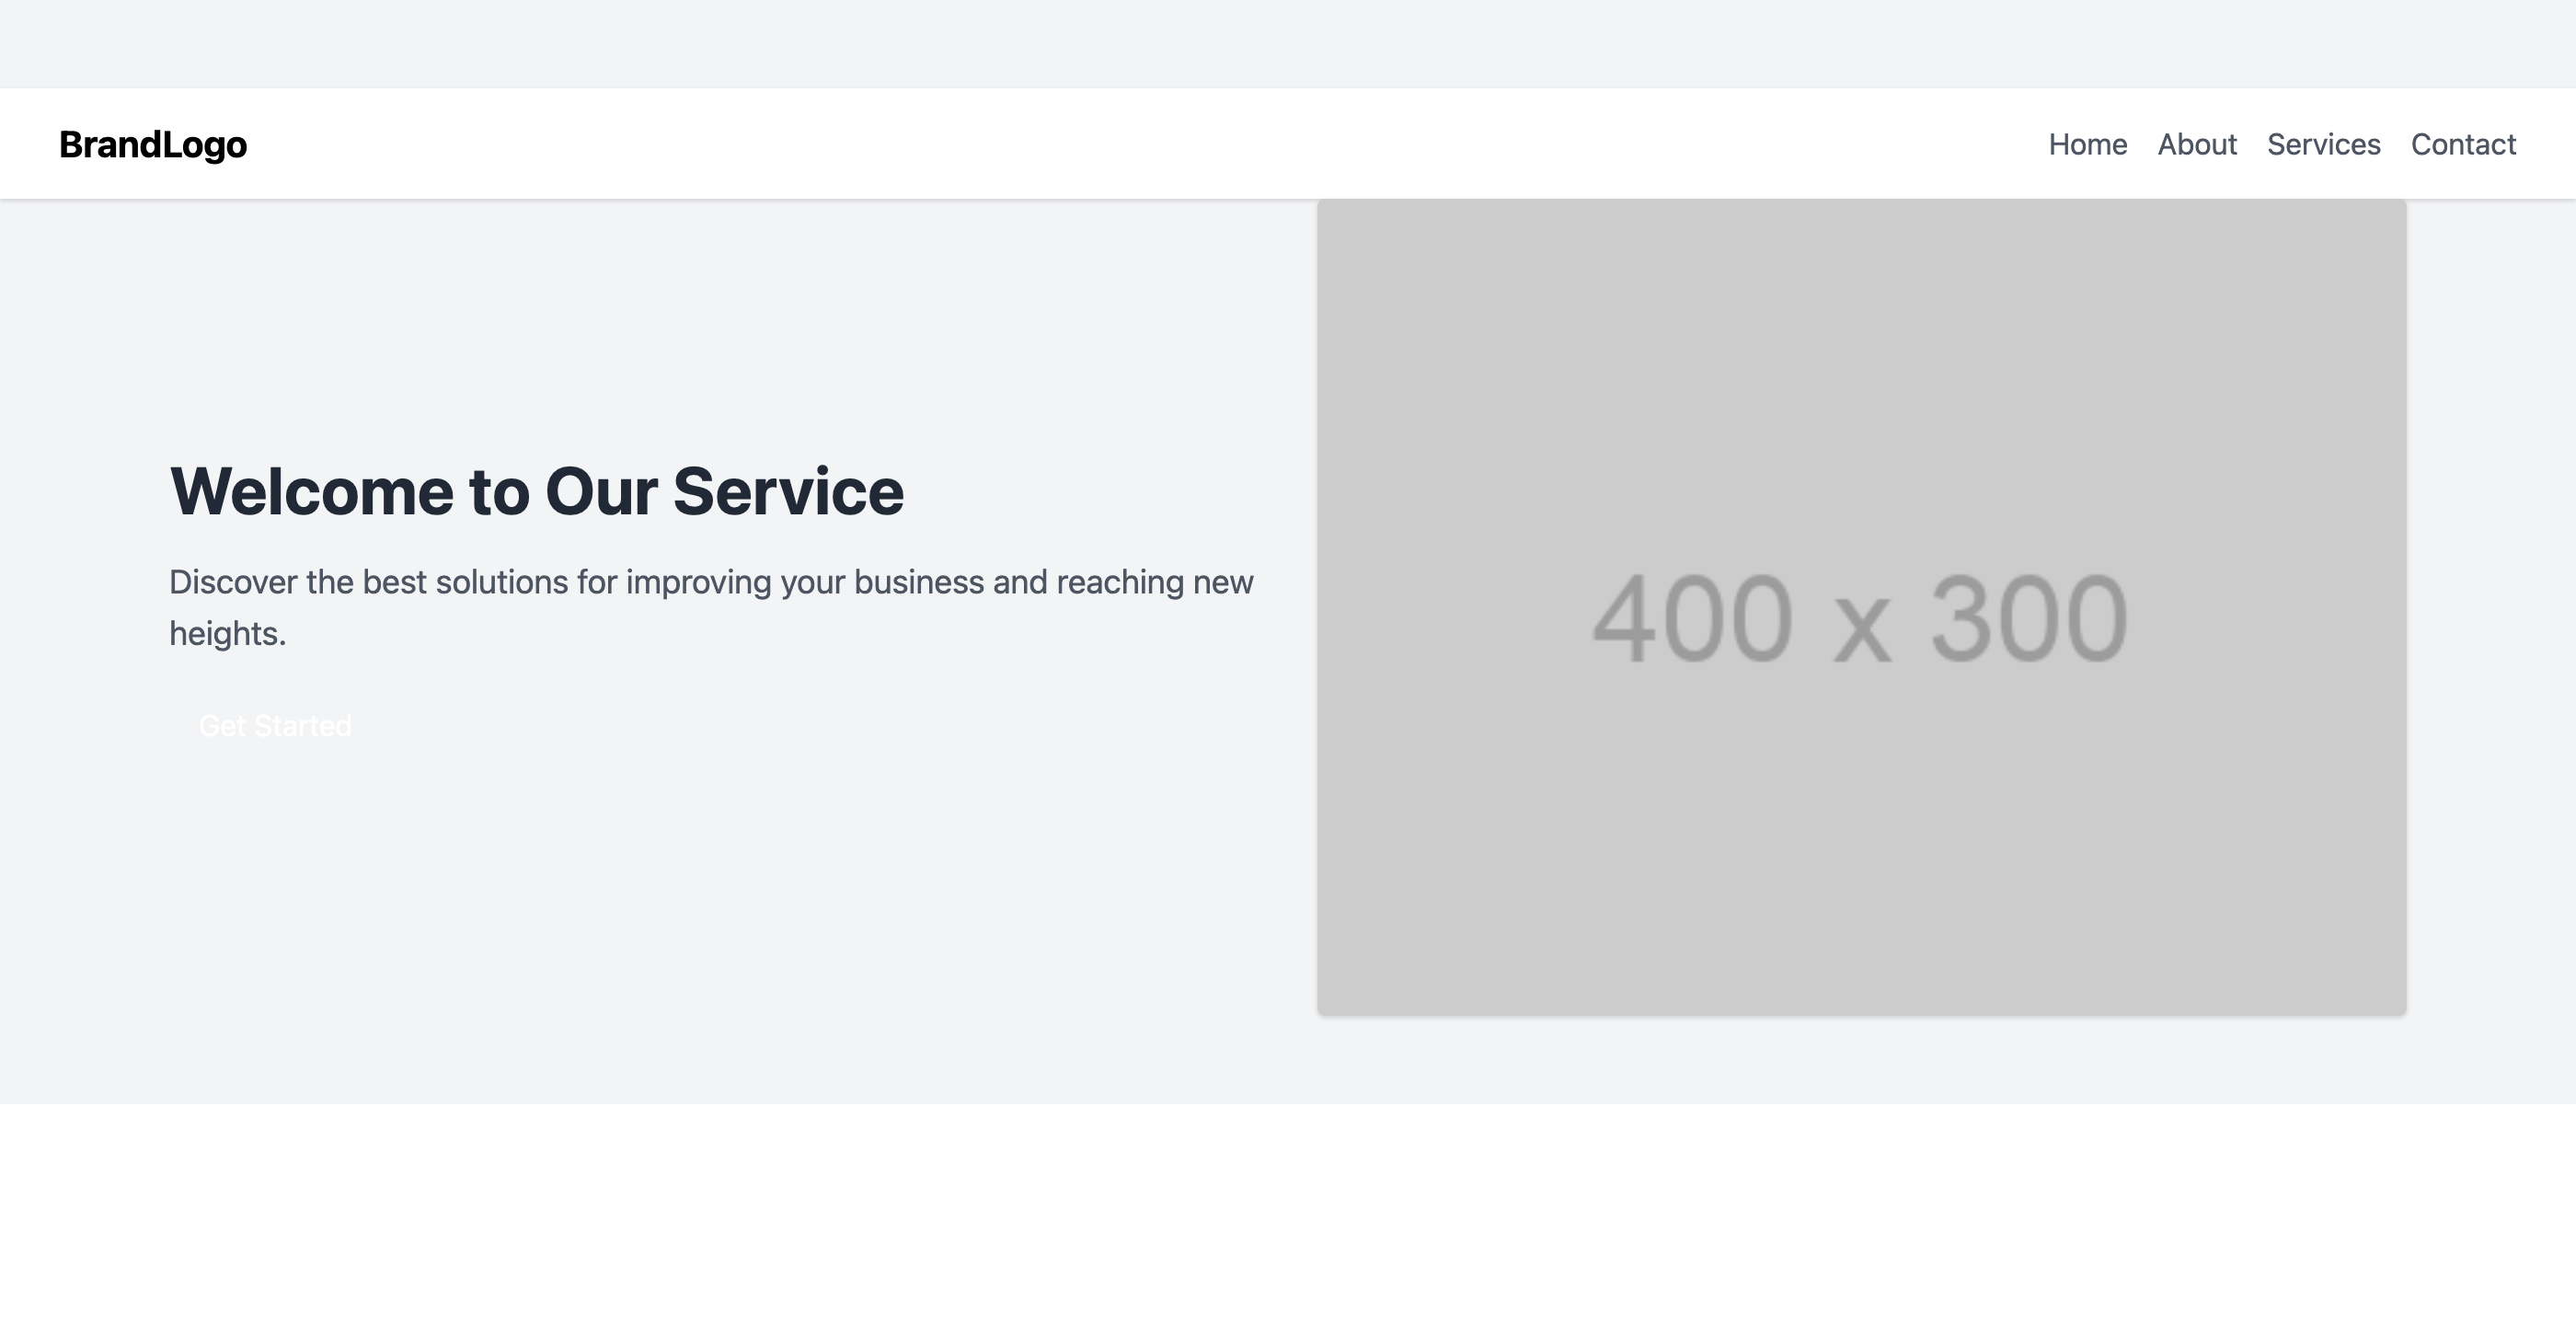 BrandLogo
Home About Services Contact
Welcome to Our Service
Discover the best solutions for improving your business and reaching new
heights.
Get Started
400 x 300